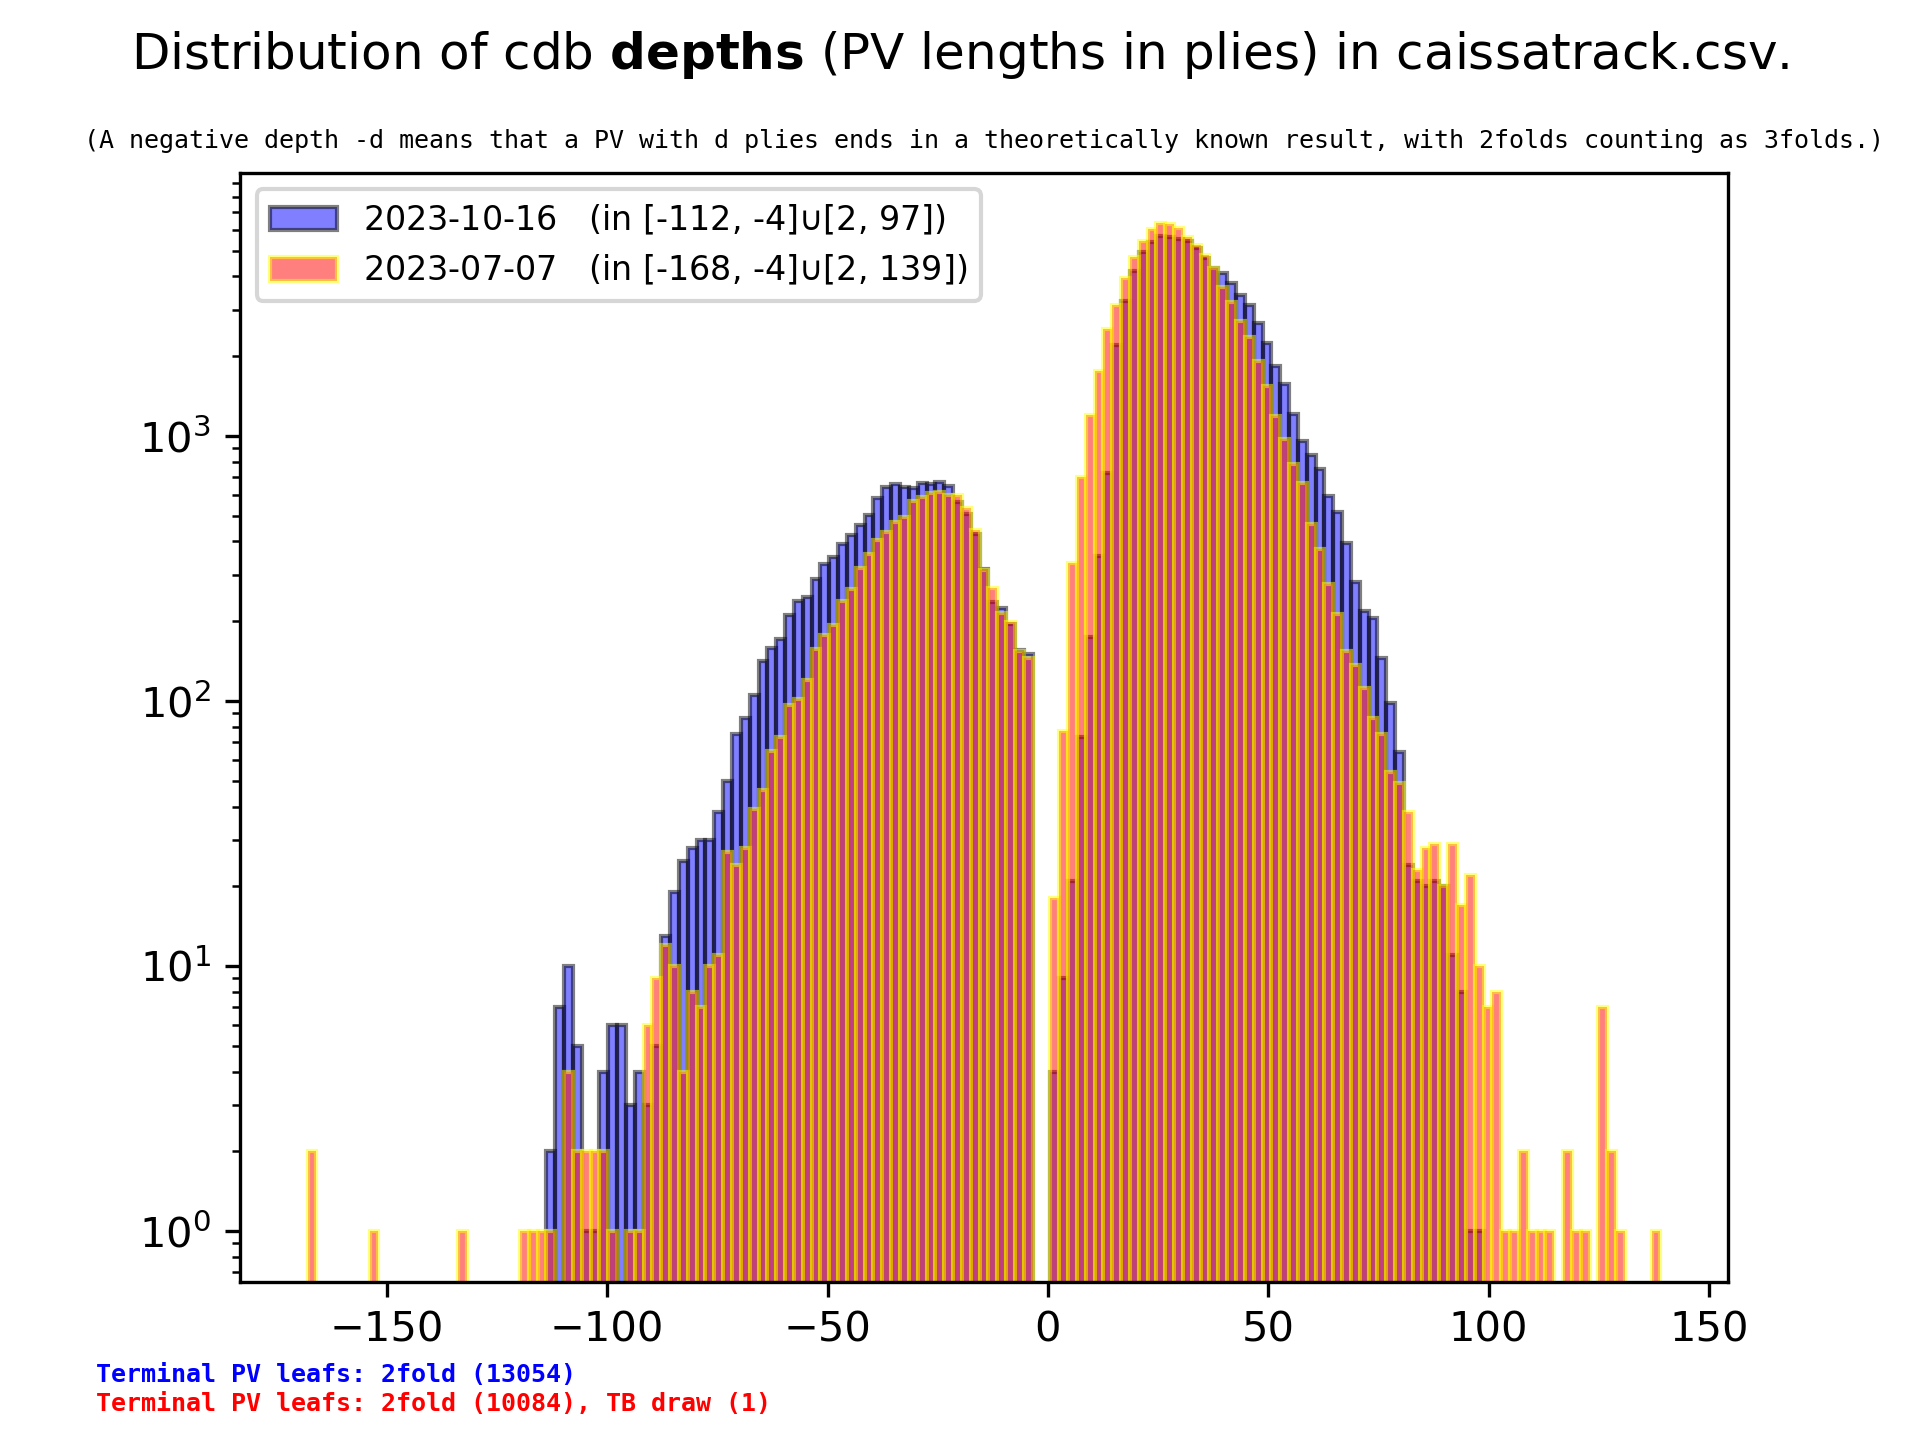 Distribution of cdb depths (PV lengths in plies) in caissatrack.csv.
(A negative depth -d means that a PV with d plies ends in a theoretically known result, with 2folds counting as 3folds.)
2023-10-16 (in [-112, -4]∪[2, 97])
2023-07-07 (in [-168, -4]∪[2, 139])
10³
10²
10¹
10⁰
−150 −100 −50 0 50 100 150
Terminal PV leafs: 2fold (13054)
Terminal PV leafs: 2fold (10084), TB draw (1)